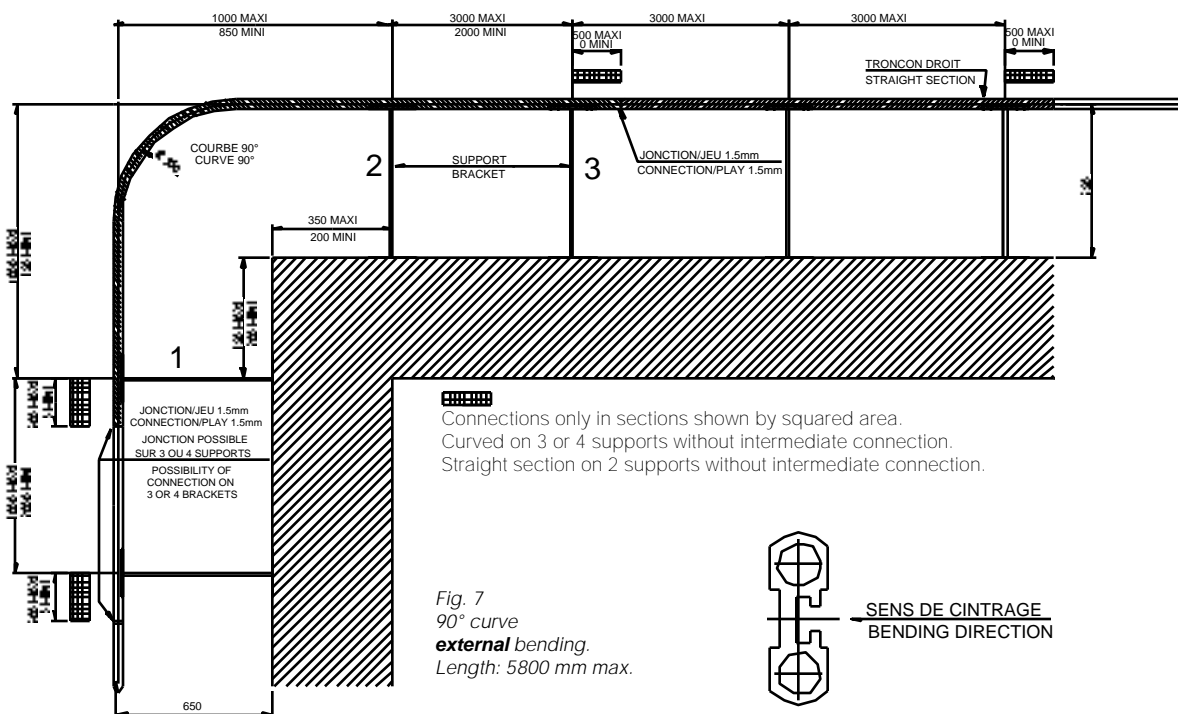 1000 MAXI
850 MINI
3000 MAXI
2000 MINI
3000 MAXI
3000 MAXI
500 MAXI
0 MINI
500 MAXI
0 MINI
TRONCON DROIT
STRAIGHT SECTION
COURBE 90°
CURVE 90°
2
SUPPORT
BRACKET
3
JONCTION/JEU 1.5mm
CONNECTION/PLAY 1.5mm
350 MAXI
200 MINI
1
JONCTION/JEU 1.5mm
CONNECTION/PLAY 1.5mm
JONCTION POSSIBLE
SUR 3 OU 4 SUPPORTS
POSSIBILITY OF
CONNECTION ON
3 OR 4 BRACKETS
Connections only in sections shown by squared area.
Curved on 3 or 4 supports without intermediate connection.
Straight section on 2 supports without intermediate connection.
Fig. 7
90° curve
external bending.
Length: 5800 mm max.
SENS DE CINTRAGE
BENDING DIRECTION
650